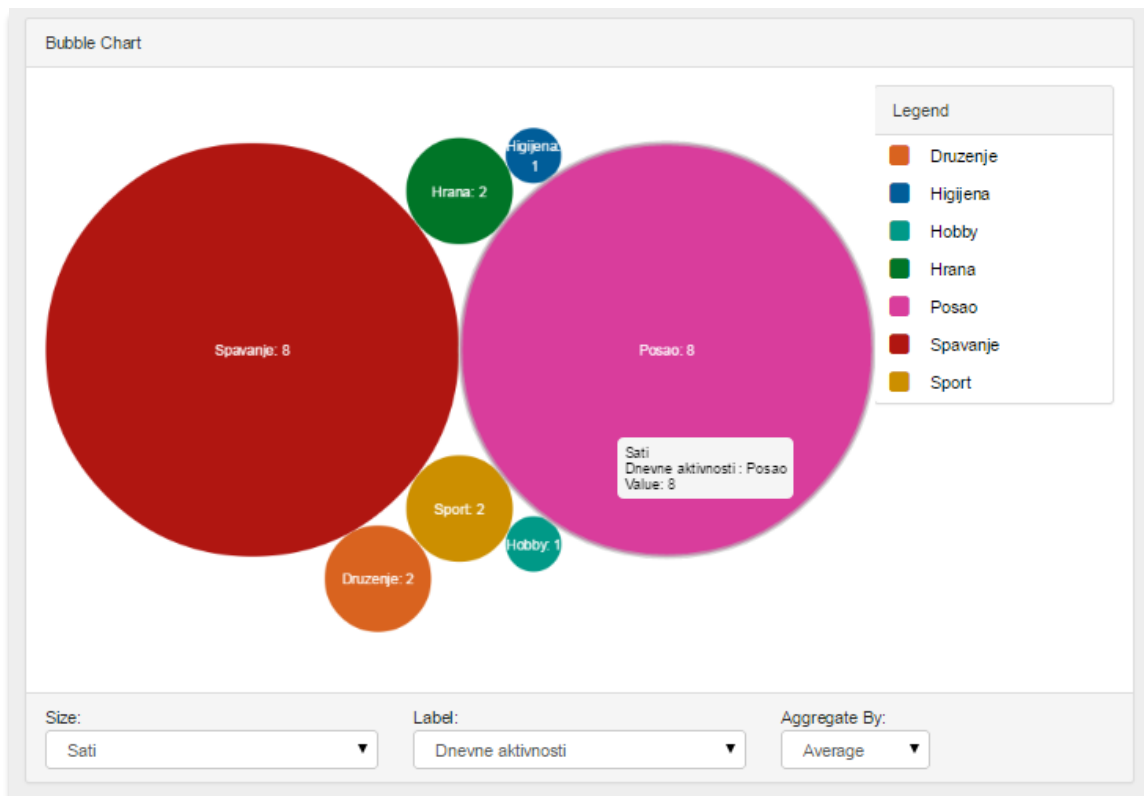 Bubble Chart
Legend
Druzenje
Higijena
Hobby
Hrana
Posao
Spavanje
Sport
Higijena:
1
Hrana: 2
Spavanje: 8
Posao: 8
Sati
Dnevne aktivnosti : Posao
Value: 8
Sport: 2
Hobby: 1
Druzenje: 2
Size:
Sati
Label:
Dnevne aktivnosti
Aggregate By:
Average